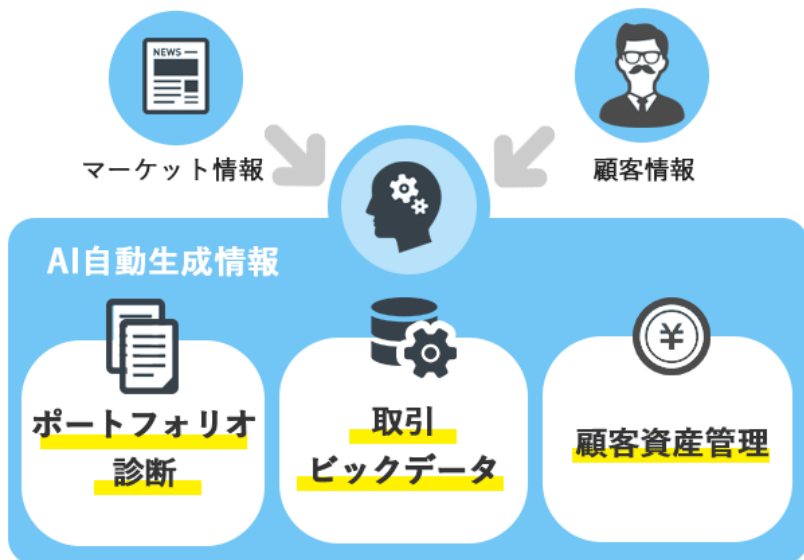 NEWS
マーケット情報
顧客情報
AI自動生成情報
ポートフォリオ
診断
取引
ビックデータ
¥
顧客資産管理